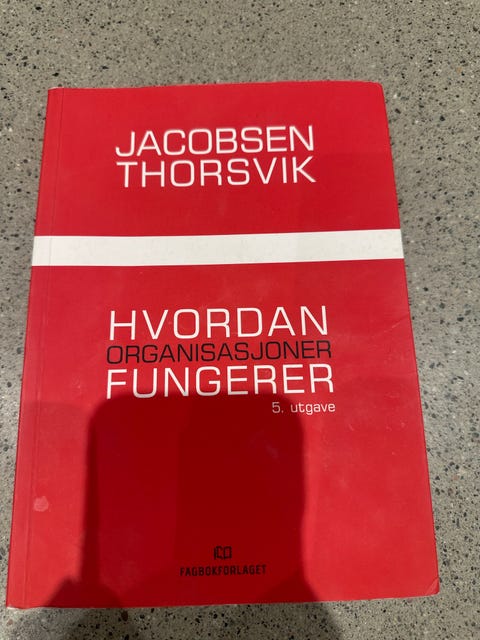 JACOBSEN
THORSVIK
HVORDAN
ORGANISASJONER
FUNGERER
5. utgave
FAGBOKFORLAGET